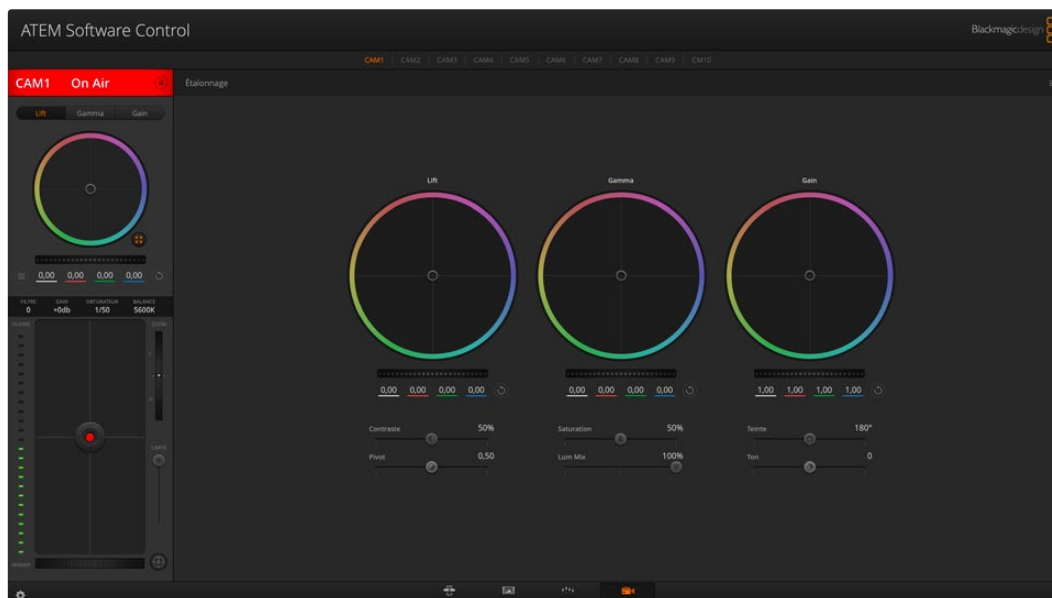 ATEM Software Control
Blackmagicdesign
CAM1 CAM2 CAM3 CAM4 CAM5 CAM6 CAM7 CAM8 CAM9 CM10
CAM1 On Air
Étalonnage
Lift Gamma Gain
Lift Gamma Gain
0,00 0,00 0,00 0,00
FILTRE GAIN OBTURATEUR BALANCE
0 +0db 1/50 5600K
ZOOM
0,00 0,00 0,00 0,00 0,00 0,00 0,00 0,00 1,00 1,00 1,00 1,00
Contraste 50% Saturation 50% Teinte 180°
Pivot 0,50 Lum Mix 100% Ton 0